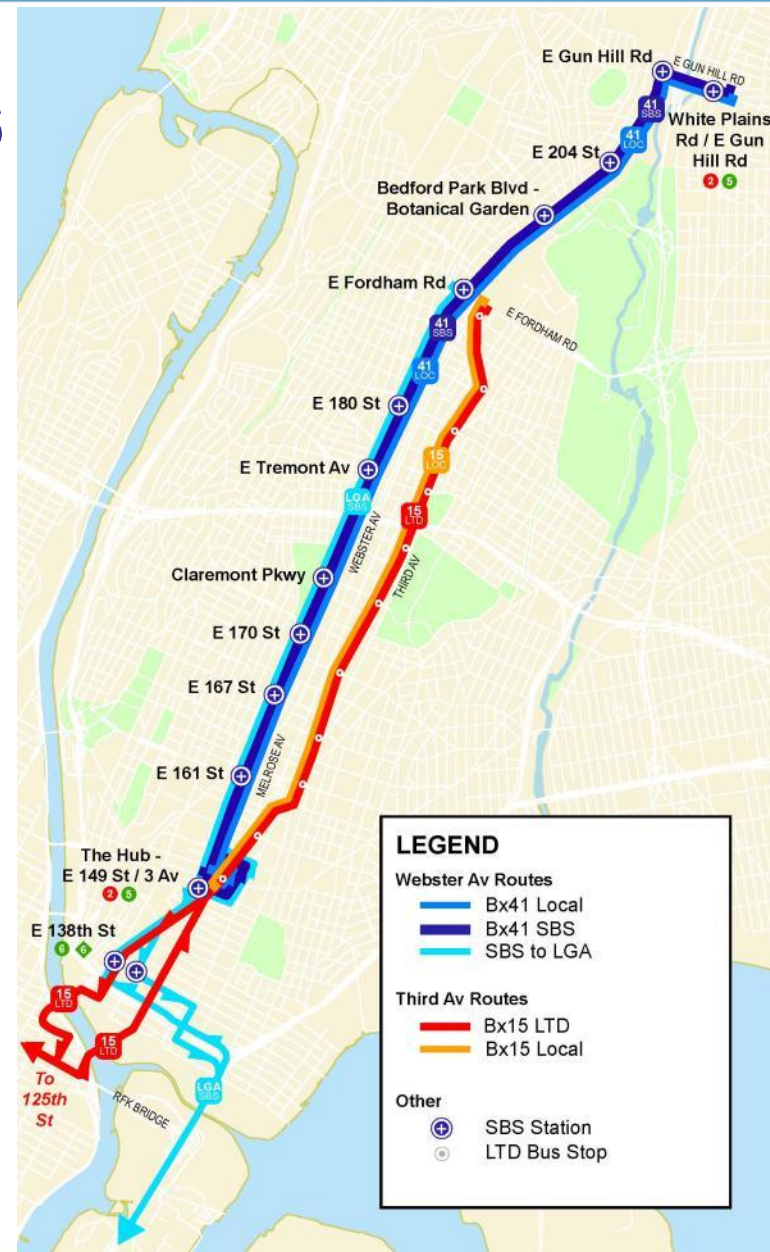 E Gun Hill Rd
E GUN HILL RD
41
SBS
White Plains
Rd / E Gun
Hill Rd
2 5
41
LOC
E 204 St
Bedford Park Blvd -
Botanical Garden
E Fordham Rd
E FORDHAM RD
41
SBS
41
LOC
E 180 St
15
LOC
E Tremont Av
LGA
SBS
15
LTD
WEBSTER AV
THIRD AV
Claremont Pkwy
E 170 St
E 167 St
MELROSE AV
E 161 St
The Hub -
E 149 St / 3 Av
2 5
E 138th St
6 6
15
LTD
15
LTD
To
125th
St
RFK BRIDGE
LGA
SBS
LEGEND
Webster Av Routes
Bx41 Local
Bx41 SBS
SBS to LGA
Third Av Routes
Bx15 LTD
Bx15 Local
Other
SBS Station
LTD Bus Stop